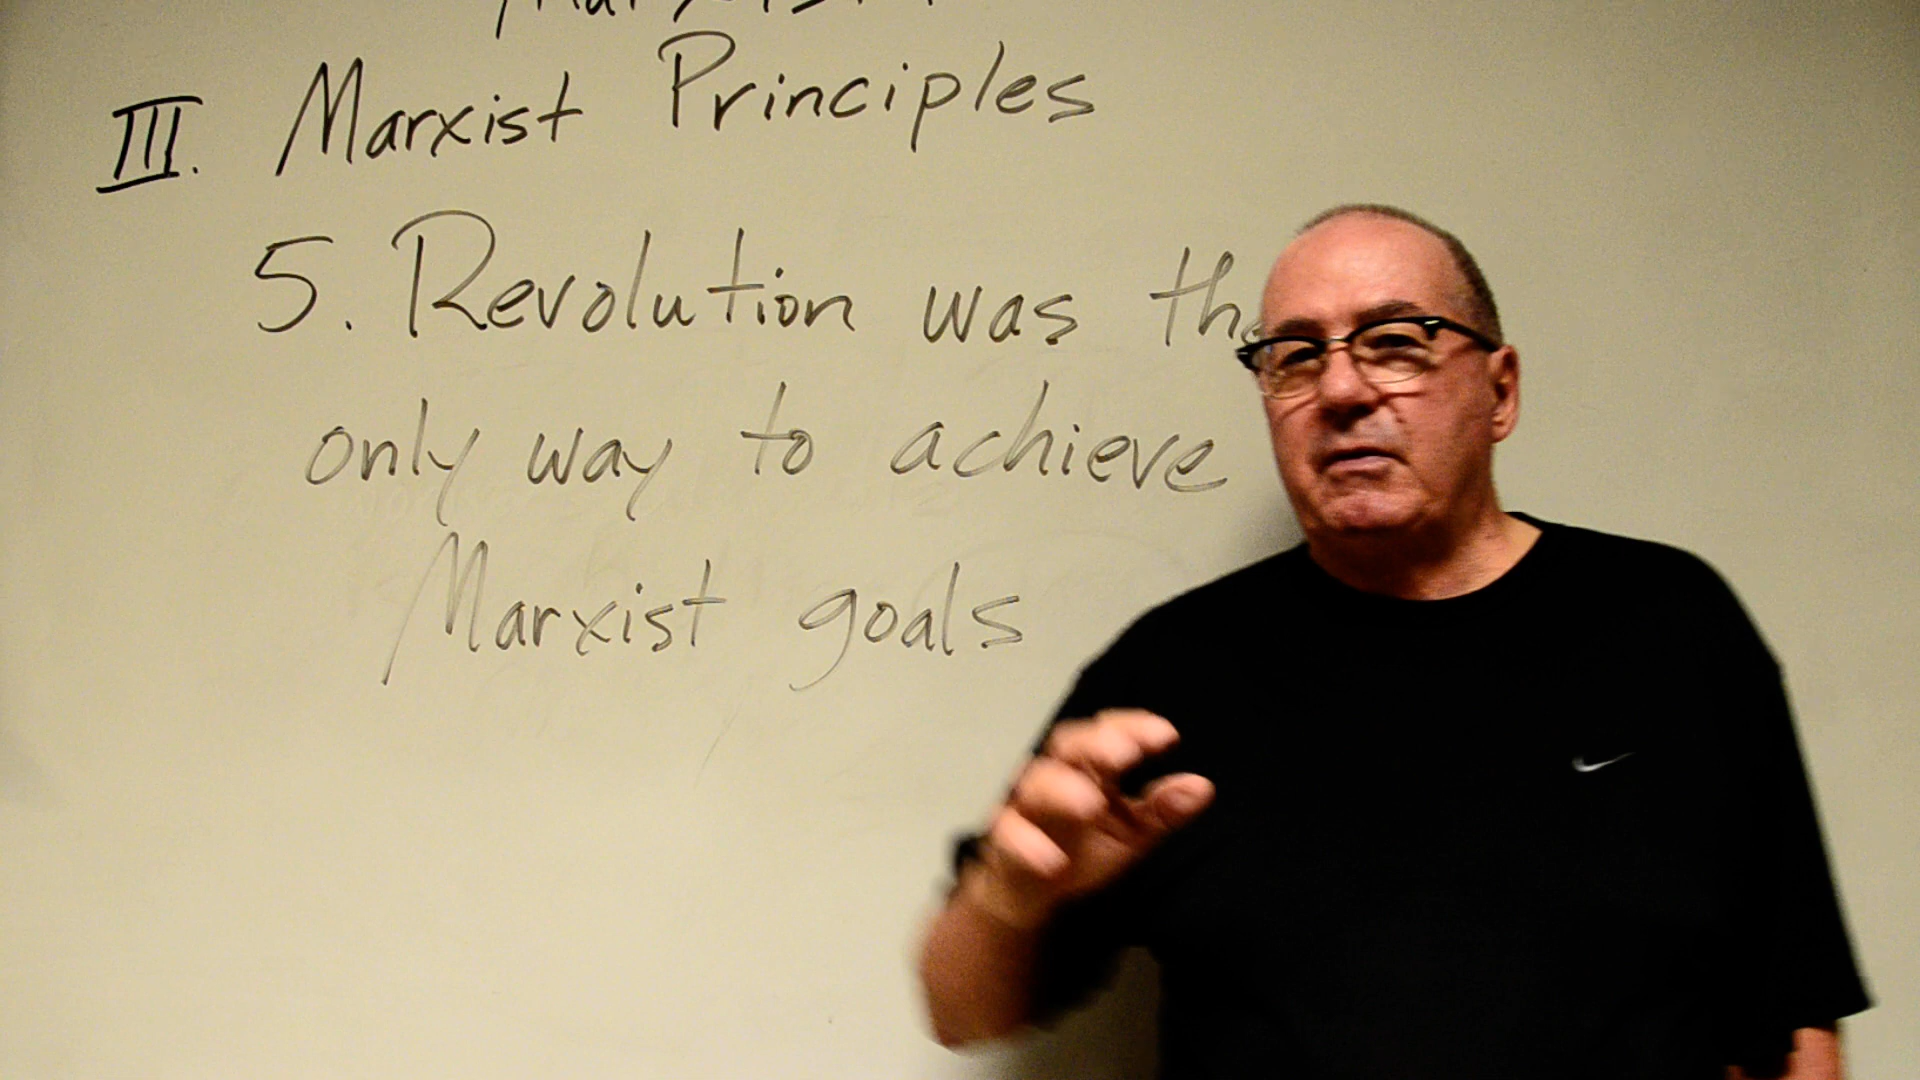 III. Marxist Principles
5. Revolution was the
only way to achieve
Marxist goals